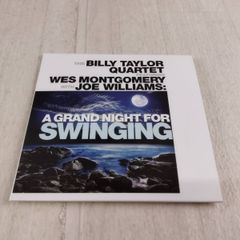 THE BILLY TAYLOR
QUARTET
WES MONTGOMERY
WITH JOE WILLIAMS:
A GRAND NIGHT FOR
SWINGING